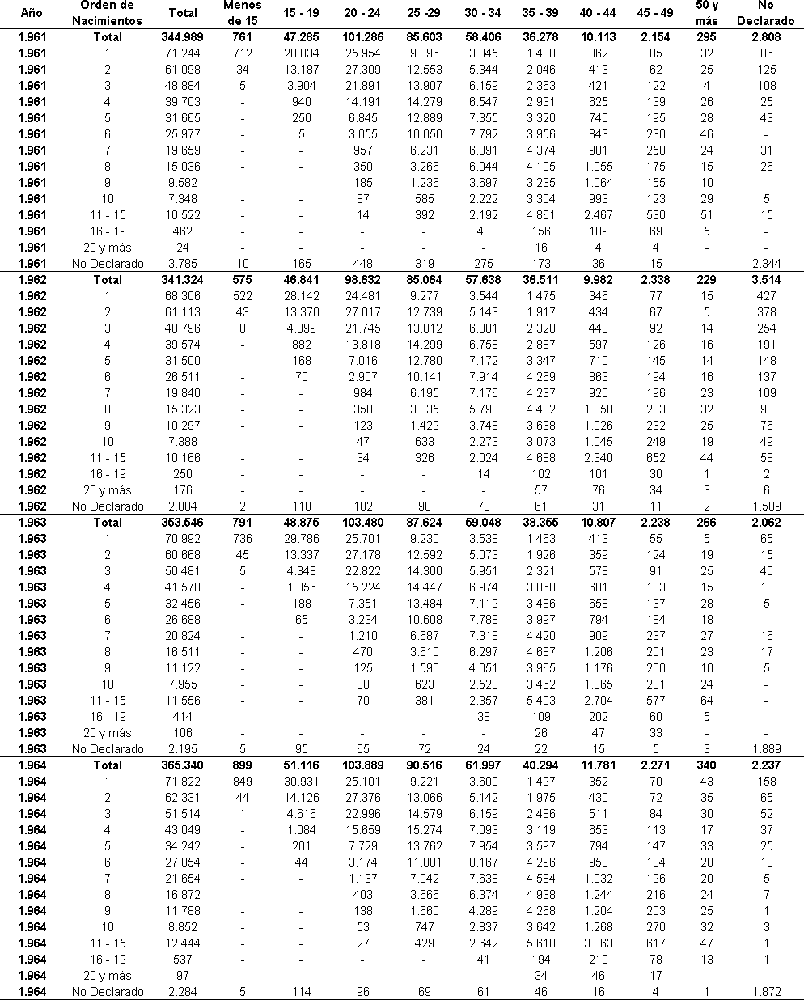 Año Orden de Nacimientos Total Menos de 15 15 - 19 20 - 24 25 -29 30 - 34 35 - 39 40 - 44 45 - 49 50 y más No Declarado
1.961 Total 344.989 761 47.285 101.286 85.603 58.406 36.278 10.113 2.154 295 2.808
1.961 1 71.244 712 28.834 25.954 9.896 3.845 1.438 362 85 32 86
1.961 2 61.098 34 13.187 27.309 12.553 5.344 2.046 413 62 25 125
1.961 3 48.884 5 3.904 21.891 13.907 6.159 2.363 421 122 4 108
1.961 4 39.703 - 940 14.191 14.279 6.547 2.931 625 139 26 25
1.961 5 31.665 - 250 6.845 12.889 7.355 3.320 740 195 28 43
1.961 6 25.977 - 5 3.055 10.050 7.792 3.956 843 230 46 -
1.961 7 19.659 - - 957 6.231 6.891 4.374 901 250 24 31
1.961 8 15.036 - - 350 3.266 6.044 4.105 1.055 175 15 26
1.961 9 9.582 - - 185 1.236 3.697 3.235 1.064 155 10 -
1.961 10 7.348 - - 87 585 2.222 3.304 993 123 29 5
1.961 11 - 15 10.522 - - 14 392 2.192 4.861 2.467 530 51 15
1.961 16 - 19 462 - - - - 43 156 189 69 5 -
1.961 20 y más 24 - - - - - 16 4 4 - -
1.961 No Declarado 3.785 10 165 448 319 275 173 36 15 - 2.344
1.962 Total 341.324 575 46.841 98.632 85.064 57.638 36.511 9.982 2.338 229 3.514
1.962 1 68.306 522 28.142 24.481 9.277 3.544 1.475 346 77 15 427
1.962 2 61.113 43 13.370 27.017 12.739 5.143 1.917 434 67 5 378
1.962 3 48.796 8 4.099 21.745 13.812 6.001 2.328 443 92 14 254
1.962 4 39.574 - 882 13.818 14.299 6.758 2.887 597 126 16 191
1.962 5 31.500 - 168 7.016 12.780 7.172 3.347 710 145 14 148
1.962 6 26.511 - 70 2.907 10.141 7.914 4.269 863 194 16 137
1.962 7 19.840 - - 984 6.195 7.176 4.237 920 196 23 109
1.962 8 15.323 - - 358 3.335 5.793 4.432 1.050 233 32 90
1.962 9 10.297 - - 123 1.429 3.748 3.638 1.026 232 25 76
1.962 10 7.388 - - 47 633 2.273 3.073 1.045 249 19 49
1.962 11 - 15 10.166 - - 34 326 2.024 4.688 2.340 652 44 58
1.962 16 - 19 250 - - - - 14 102 101 30 1 2
1.962 20 y más 176 - - - - - 57 76 34 3 6
1.962 No Declarado 2.084 2 110 102 98 78 61 31 11 2 1.589
1.963 Total 353.546 791 48.875 103.480 87.624 59.048 38.355 10.807 2.238 266 2.062
1.963 1 70.992 736 29.786 25.701 9.230 3.538 1.463 413 55 5 65
1.963 2 60.668 45 13.337 27.178 12.592 5.073 1.926 359 124 19 15
1.963 3 50.481 5 4.348 22.822 14.300 5.951 2.321 578 91 25 40
1.963 4 41.578 - 1.056 15.224 14.447 6.974 3.068 681 103 15 10
1.963 5 32.456 - 188 7.351 13.484 7.119 3.486 658 137 28 5
1.963 6 26.688 - 65 3.234 10.608 7.788 3.997 794 184 18 -
1.963 7 20.824 - - 1.210 6.687 7.318 4.420 909 237 27 16
1.963 8 16.511 - - 470 3.610 6.297 4.687 1.206 201 23 17
1.963 9 11.122 - - 125 1.590 4.051 3.965 1.176 200 10 5
1.963 10 7.955 - - 30 623 2.520 3.462 1.065 231 24 -
1.963 11 - 15 11.556 - - 70 381 2.357 5.403 2.704 577 64 -
1.963 16 - 19 414 - - - - 38 109 202 60 5 -
1.963 20 y más 106 - - - - - 26 47 33 - -
1.963 No Declarado 2.195 5 95 65 72 24 22 15 5 3 1.889
1.964 Total 365.340 899 51.116 103.889 90.516 61.997 40.294 11.781 2.271 340 2.237
1.964 1 71.822 849 30.931 25.101 9.221 3.600 1.497 352 70 43 158
1.964 2 62.331 44 14.126 27.376 13.066 5.142 1.975 430 72 35 65
1.964 3 51.514 1 4.616 22.996 14.579 6.159 2.486 511 84 30 52
1.964 4 43.049 - 1.084 15.659 15.274 7.093 3.119 653 113 17 37
1.964 5 34.242 - 201 7.729 13.762 7.954 3.597 794 147 33 25
1.964 6 27.854 - 44 3.174 11.001 8.167 4.296 958 184 20 10
1.964 7 21.654 - - 1.137 7.042 7.638 4.584 1.032 196 20 5
1.964 8 16.872 - - 403 3.666 6.374 4.938 1.244 216 24 7
1.964 9 11.788 - - 138 1.660 4.289 4.268 1.204 203 25 1
1.964 10 8.852 - - 53 747 2.837 3.642 1.268 270 32 3
1.964 11 - 15 12.444 - - 27 429 2.642 5.618 3.063 617 47 1
1.964 16 - 19 537 - - - - 41 194 210 78 13 1
1.964 20 y más 97 - - - - - 34 46 17 - -
1.964 No Declarado 2.284 5 114 96 69 61 46 16 4 1 1.872